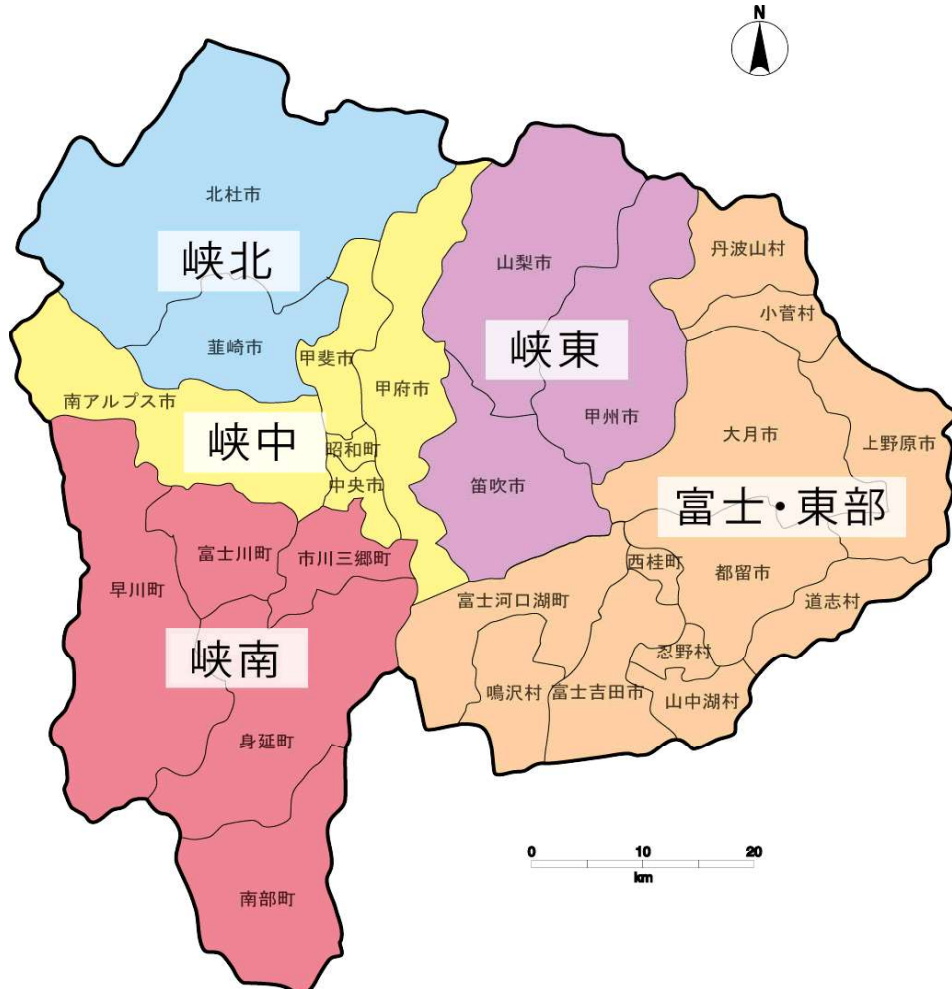 N
北杜市
峡北
山梨市
丹波山村
小菅村
韮崎市
甲斐市
峡東
甲府市
南アルプス市
甲州市
大月市
上野原市
峡中
昭和町
中央市
笛吹市
富士・東部
富士川町
市川三郷町
西桂町
都留市
早川町
富士河口湖町
道志村
峡南
忍野村
鳴沢村
富士吉田市
山中湖村
身延町
0 10 20
km
南部町